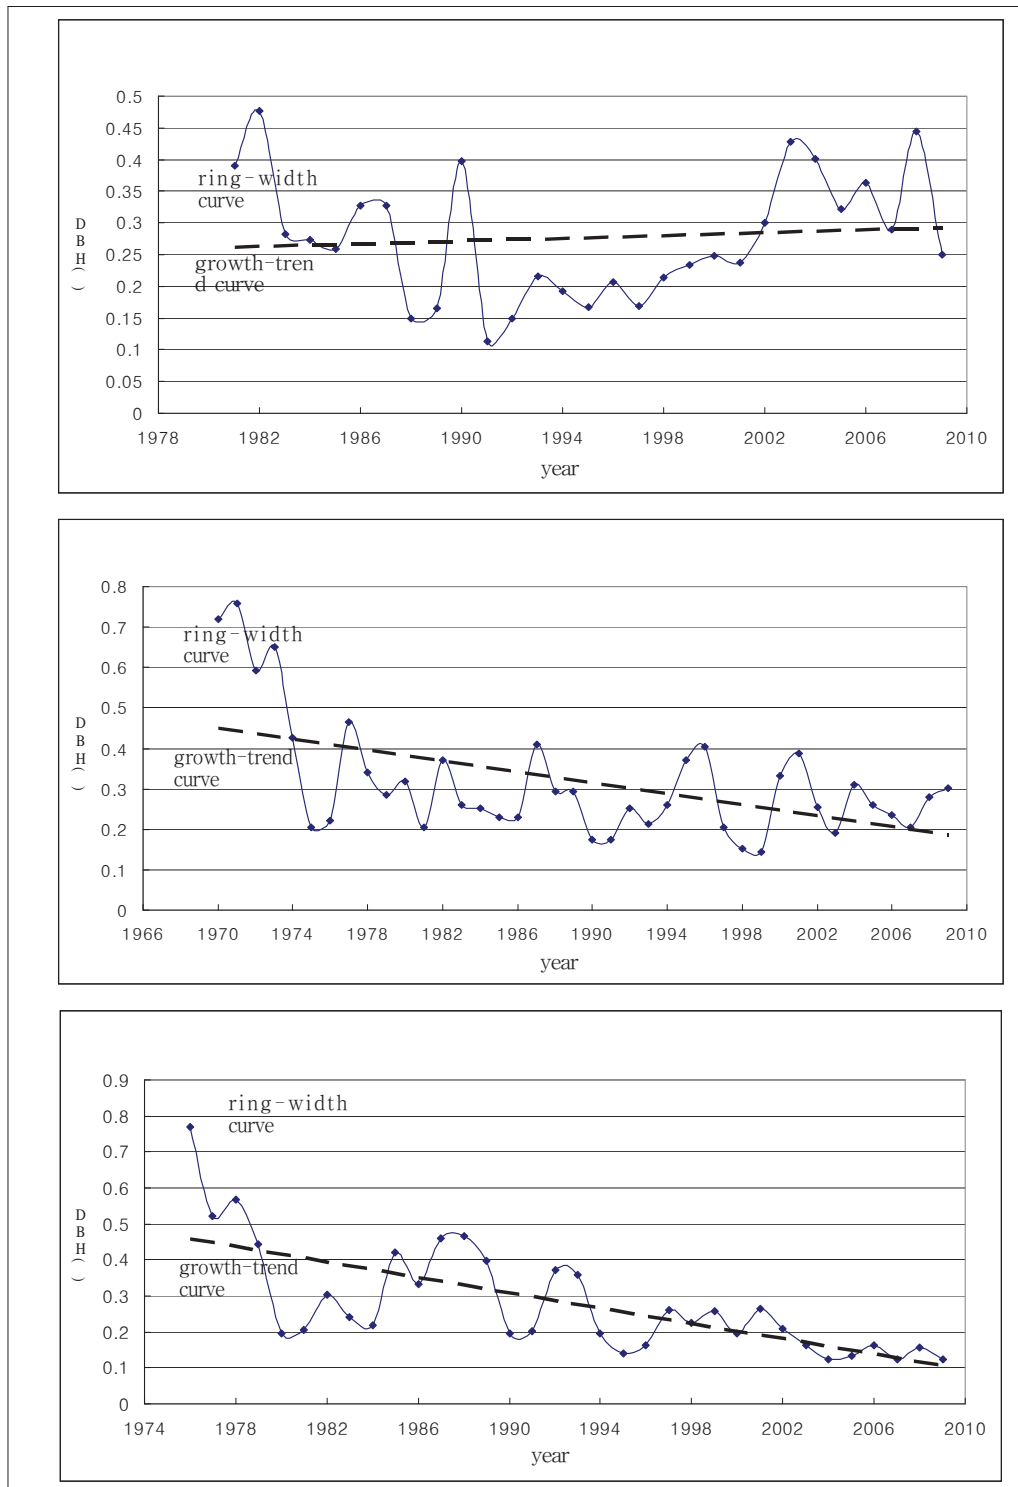 0.5
0.45
0.4
0.35
0.3
0.25
0.2
0.15
0.1
0.05
0
D
B
H
(
ring-width
curve
growth-tren
d curve
1978 1982 1986 1990 1994 1998 2002 2006 2010
year
0.8
0.7
0.6
0.5
0.4
0.3
0.2
0.1
0
D
B
H
(
ring-width
curve
growth-trend
curve
1966 1970 1974 1978 1982 1986 1990 1994 1998 2002 2006 2010
year
0.9
0.8
0.7
0.6
0.5
0.4
0.3
0.2
0.1
0
D
B
H
(
ring-width
curve
growth-trend
curve
1974 1978 1982 1986 1990 1994 1998 2002 2006 2010
year